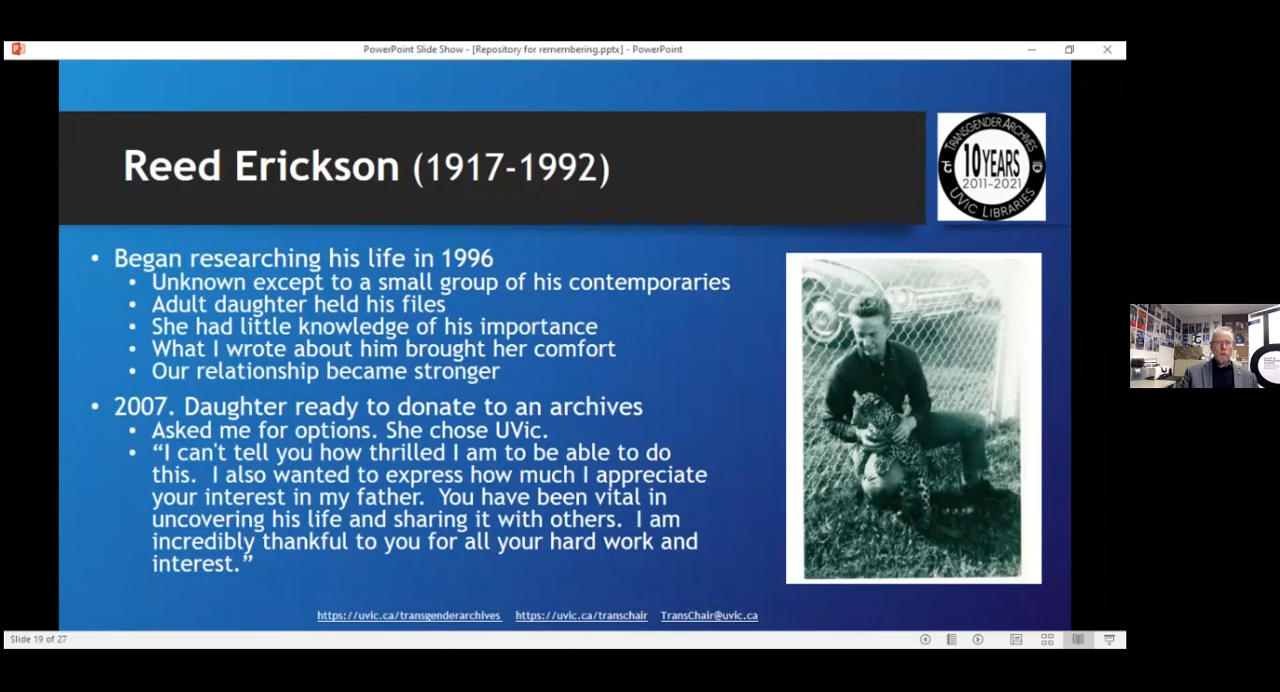 PowerPoint Slide Show - [Repository for remembering.pptx] - PowerPoint
Reed Erickson (1917-1992)
TRANSGENDER ARCHIVES
10 YEARS
2011-2021
UVIC LIBRARIES
• Began researching his life in 1996
• Unknown except to a small group of his contemporaries
• Adult daughter held his files
• She had little knowledge of his importance
• What I wrote about him brought her comfort
• Our relationship became stronger
• 2007. Daughter ready to donate to an archives
• Asked me for options. She chose UVic.
• “I can't tell you how thrilled I am to be able to do
this. I also wanted to express how much I appreciate
your interest in my father. You have been vital in
uncovering his life and sharing it with others. I am
incredibly thankful to you for all your hard work and
interest.”
https://uvic.ca/transgenderarchives https://uvic.ca/transchair TransChair@uvic.ca
Slide 19 of 27